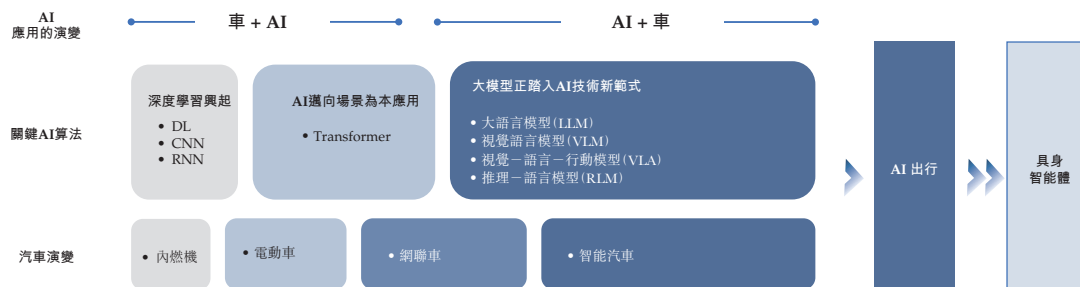 AI
應用的演變
車 + AI
AI + 車
關鍵AI算法
深度學習興起
• DL
• CNN
• RNN
AI邁向場景為本應用
• Transformer
大模型正踏入AI技術新範式
• 大語言模型(LLM)
• 視覺語言模型(VLM)
• 視覺－語言－行動模型(VLA)
• 推理－語言模型(RLM)
汽車演變
• 內燃機
• 電動車
• 網聯車
• 智能汽車
AI 出行
具身
智能體